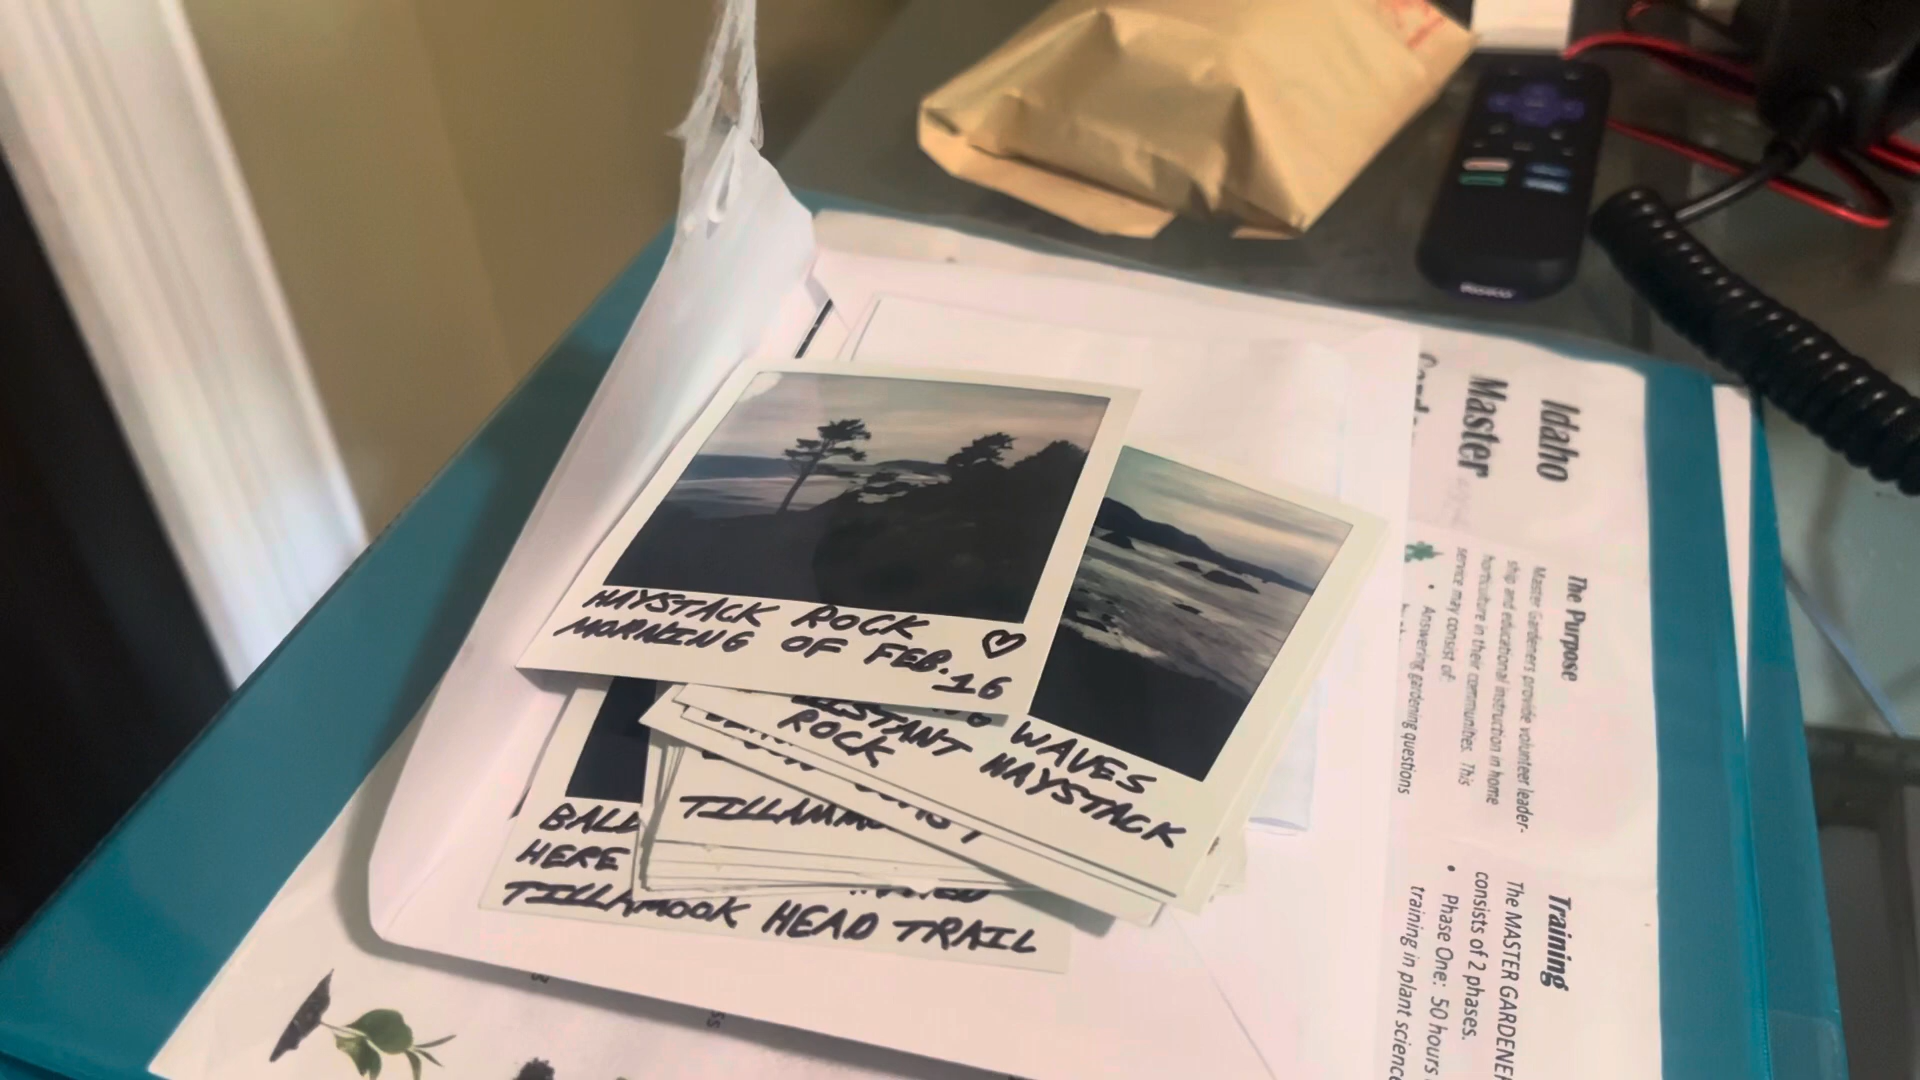 HAYSTACK ROCK
MORNING OF FEB.
16
WAVES
DISTANT HAYSTACK
ROCK
TILLAMO
BALL
HERE
TILLAMOOK HEAD TRAIL
Idaho
Master
The Purpose
Master Gardeners provide volunteer leader-
ship and educational instruction in home
horticulture in their communities. This
service may consist of:
• Answering gardening questions
Training
The MASTER GARDENER
consists of 2 phases.
• Phase One: 50 hours
training in plant science